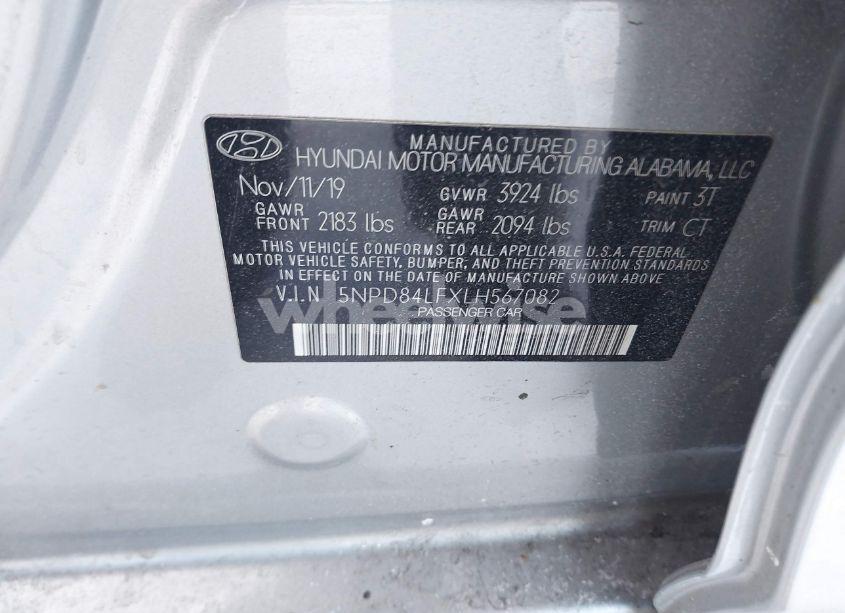 MANUFACTURED BY
HYUNDAI MOTOR MANUFACTURING ALABAMA, LLC
Nov/11/19 GVWR 3924 lbs PAINT 3T
GAWR FRONT 2183 lbs GAWR REAR 2094 lbs TRIM CT
THIS VEHICLE CONFORMS TO ALL APPLICABLE U.S.A. FEDERAL
MOTOR VEHICLE SAFETY, BUMPER, AND THEFT PREVENTION STANDARDS
IN EFFECT ON THE DATE OF MANUFACTURE SHOWN ABOVE.
V.I.N 5NPD84LFXLH567082
PASSENGER CAR